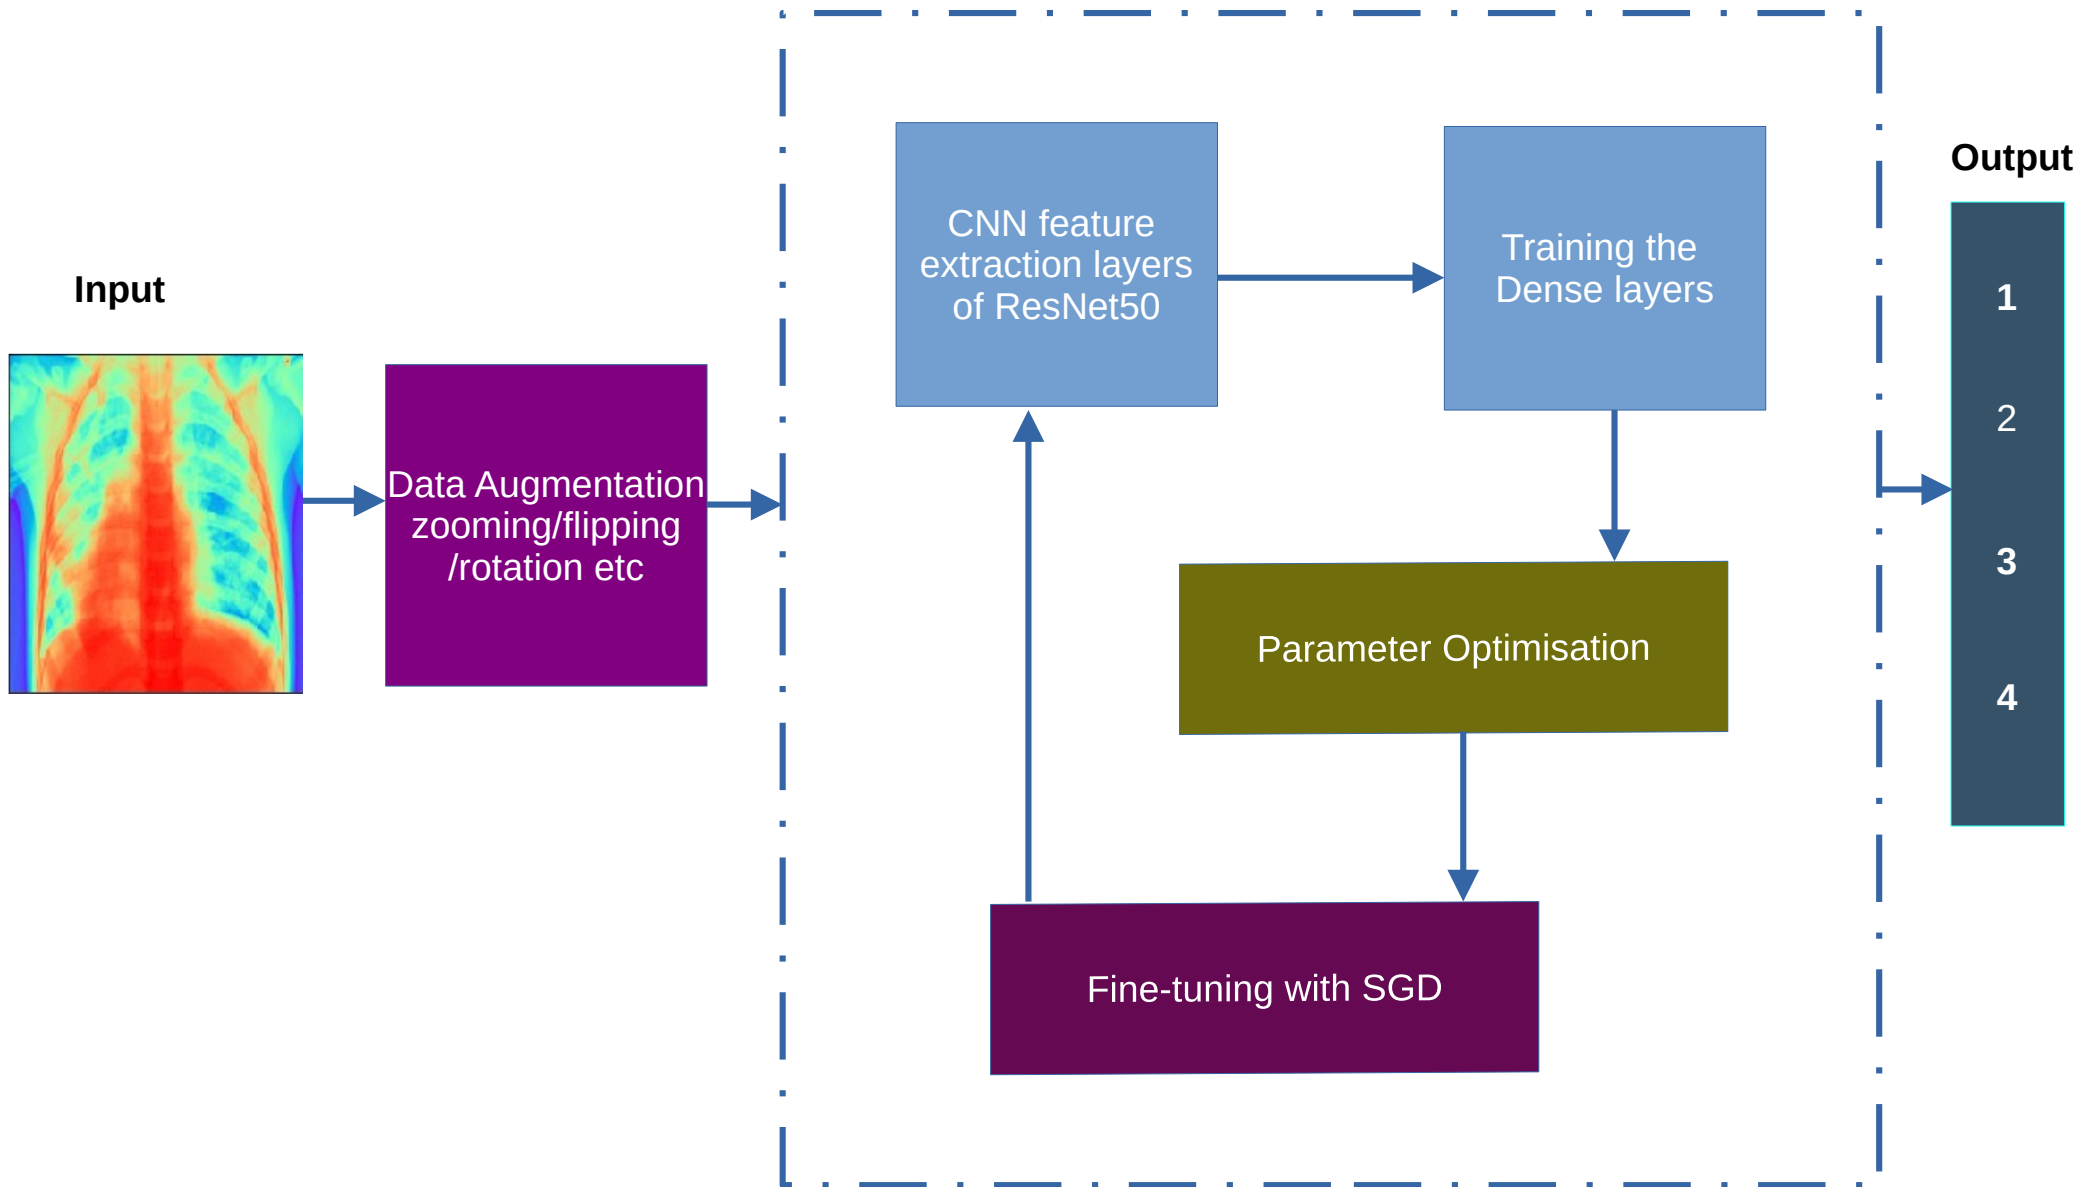 Input
Data Augmentation
zooming/flipping
/rotation etc
CNN feature
extraction layers
of ResNet50
Training the
Dense layers
Parameter Optimisation
Fine-tuning with SGD
Output
1
2
3
4